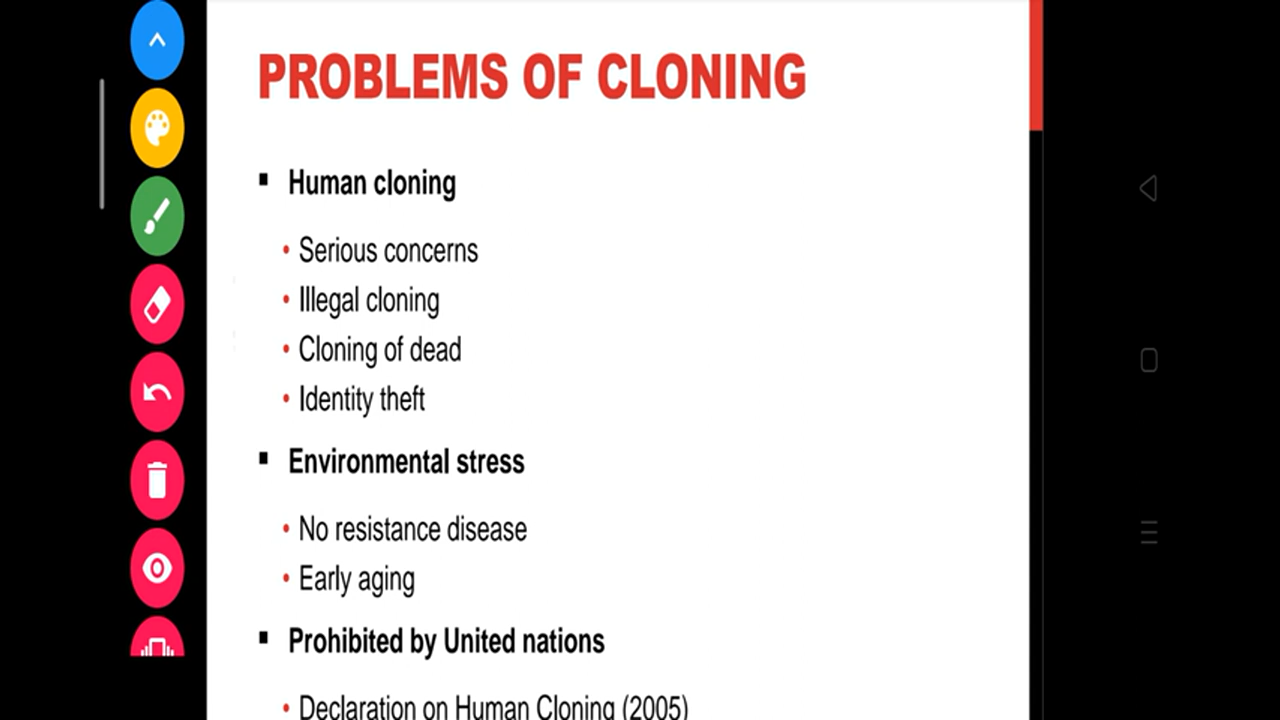 PROBLEMS OF CLONING
Human cloning
Serious concerns
Illegal cloning
Cloning of dead
Identity theft
Environmental stress
No resistance disease
Early aging
Prohibited by United nations
Declaration on Human Cloning (2005)